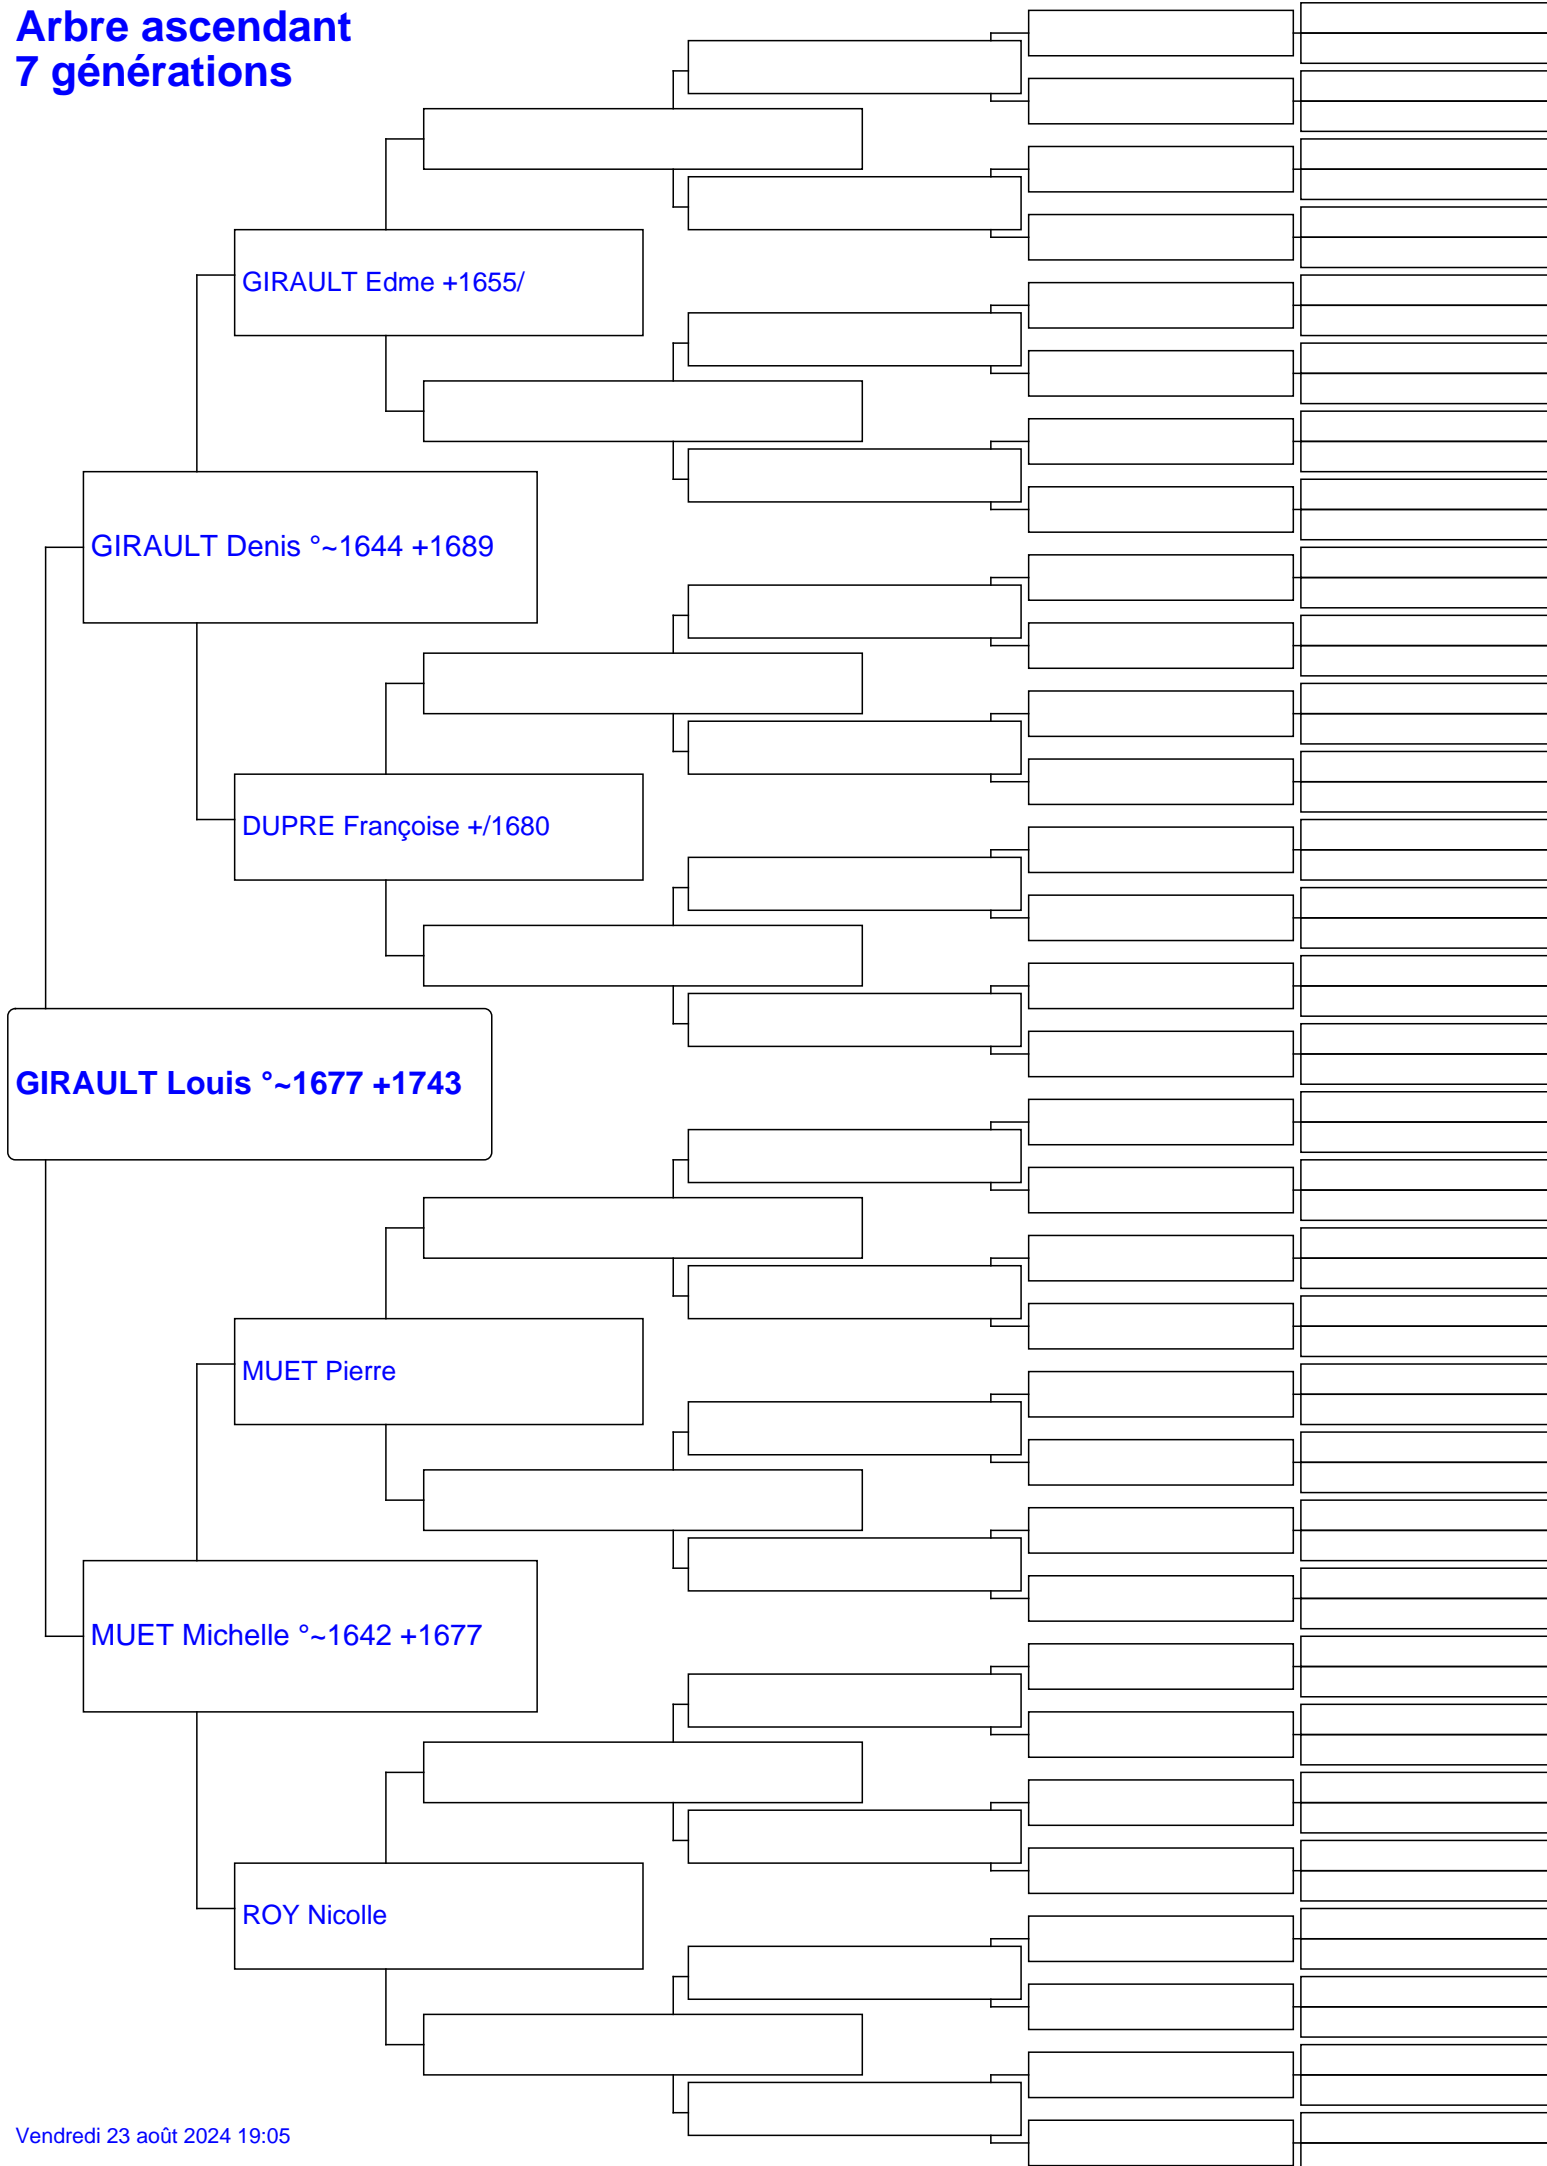 Arbre ascendant
7 générations
GIRAULT Edme +1655/
GIRAULT Denis °~1644 +1689
DUPRE Françoise +/1680
GIRAULT Louis °~1677 +1743
MUET Pierre
MUET Michelle °~1642 +1677
ROY Nicolle
Vendredi 23 août 2024 19:05